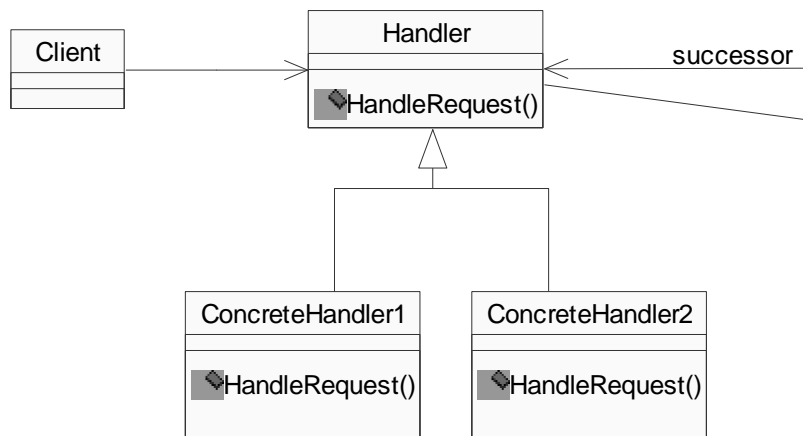 Client
Handler
successor
HandleRequest()
ConcreteHandler1
ConcreteHandler2
HandleRequest()
HandleRequest()